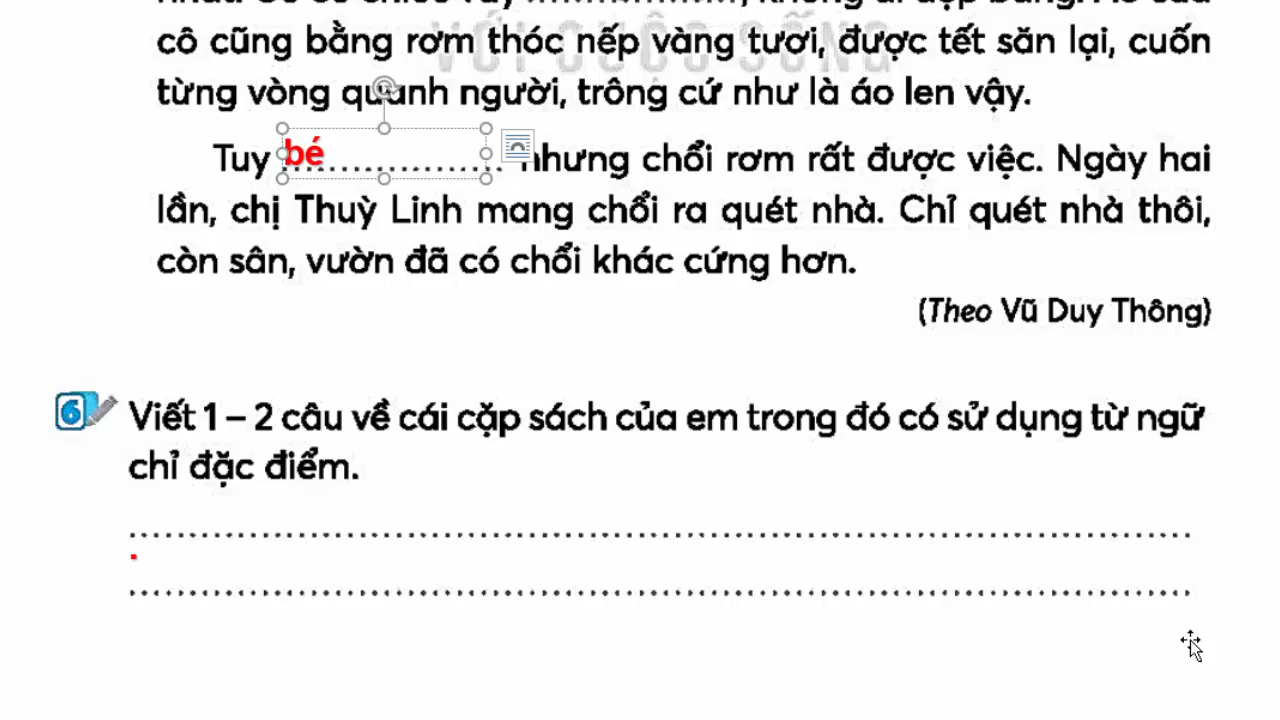 cô cũng bằng rơm thóc nếp vàng tươi, được tết săn lại, cuốn
từng vòng quanh người, trông cứ như là áo len vậy.
Tuy bé.................. nhưng chổi rơm rất được việc. Ngày hai
lần, chị Thuỳ Linh mang chổi ra quét nhà. Chỉ quét nhà thôi,
còn sân, vườn đã có chổi khác cứng hơn.
(Theo Vũ Duy Thông)
6 Viết 1 – 2 câu về cái cặp sách của em trong đó có sử dụng từ ngữ
chỉ đặc điểm.